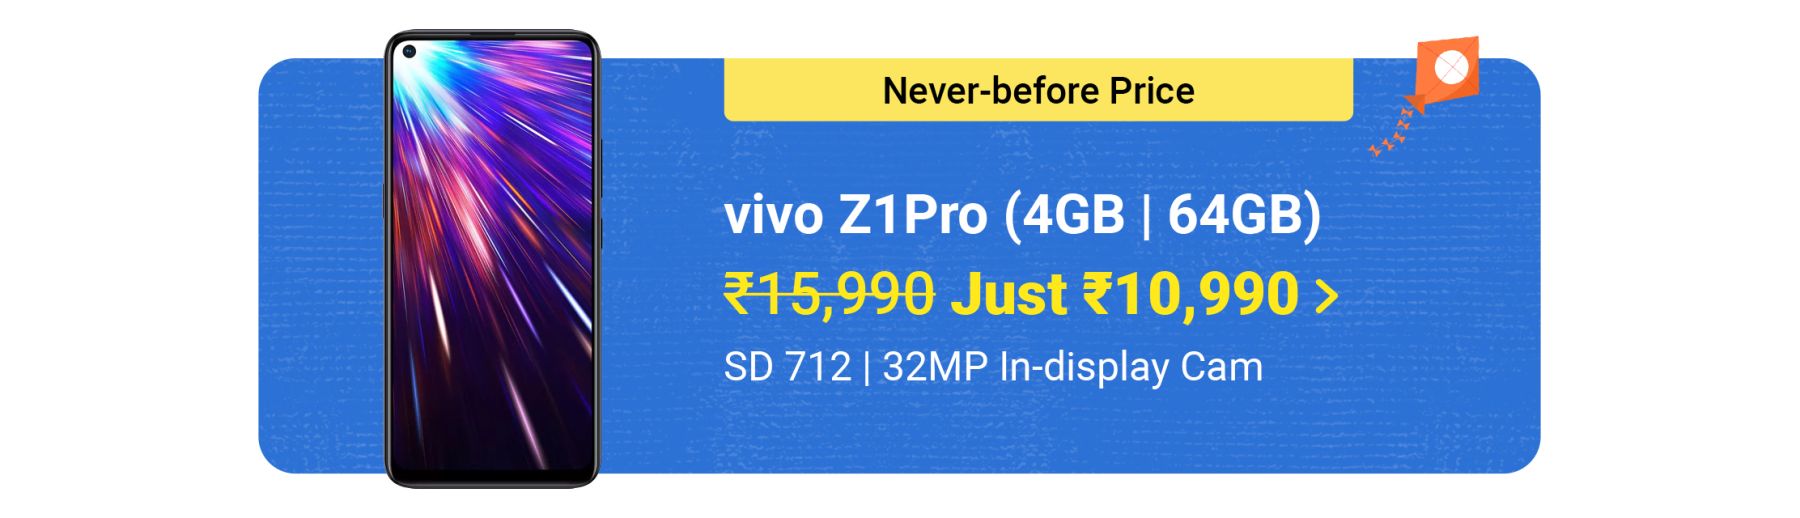 Never-before Price
vivo Z1Pro (4GB | 64GB)
₹15,990 Just ₹10,990 >
SD 712 | 32MP In-display Cam